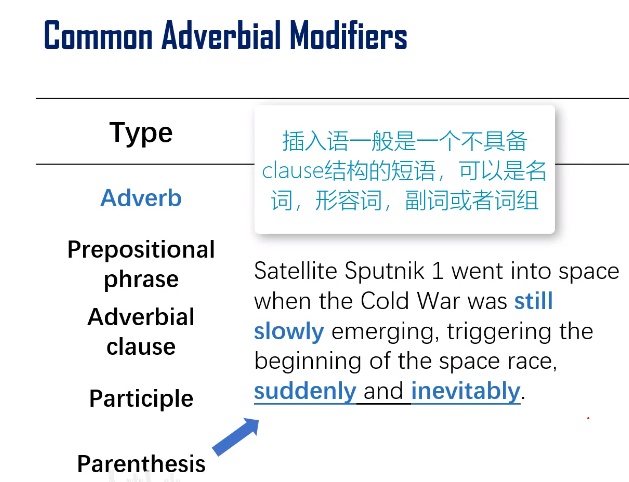 Common Adverbial Modifiers
Type
插入语一般是一个不具备
clause结构的短语，可以是名
词，形容词，副词或者词组
Adverb
Prepositional
phrase
Adverbial
clause
Participle
Parenthesis
Satellite Sputnik 1 went into space
when the Cold War was still
slowly emerging, triggering the
beginning of the space race,
suddenly and inevitably.